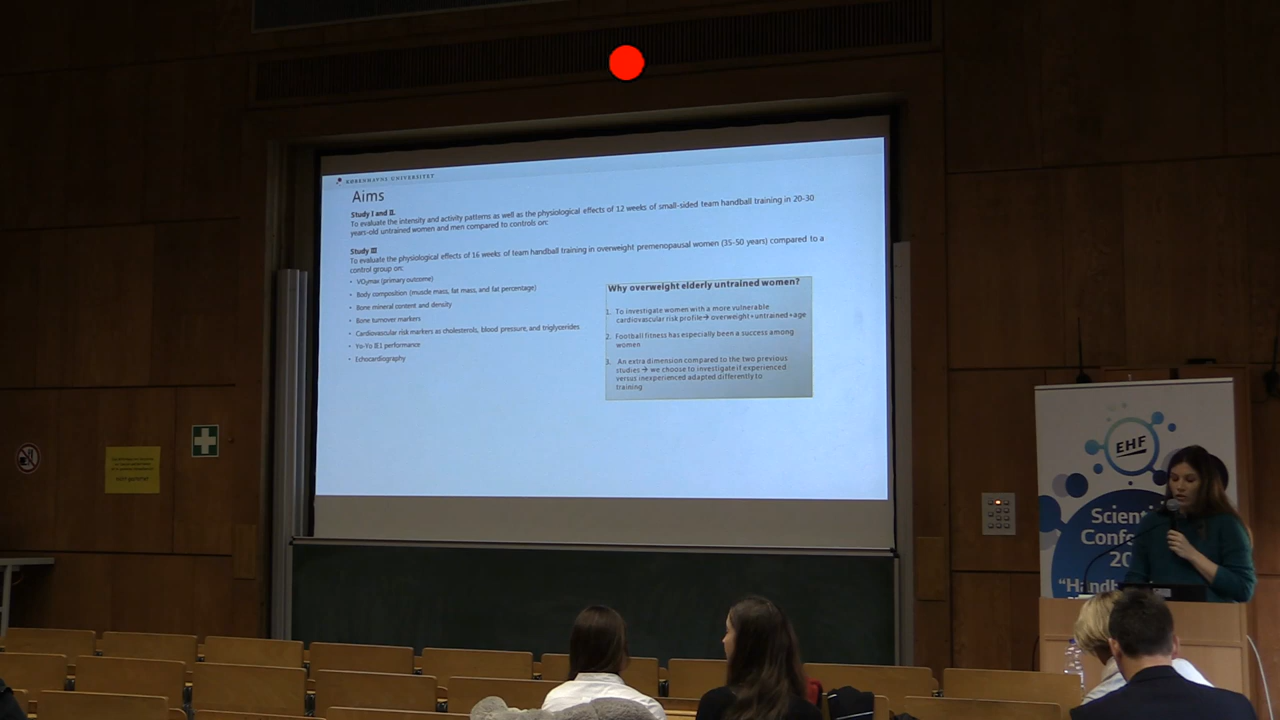 KØBENHAVNS UNIVERSITET
Aims
Study I and II.
To evaluate the intensity and activity patterns as well as the physiological effects of 12 weeks of small-sided team handball training in 20-30
years-old untrained women and men compared to controls on:
Study III
To evaluate the physiological effects of 16 weeks of team handball training in overweight premenopausal women (35-50 years) compared to a
control group on:
• VO₂max (primary outcome)
• Body composition (muscle mass, fat mass, and fat percentage)
• Bone mineral content and density
• Bone turnover markers
• Cardiovascular risk markers as cholesterols, blood pressure, and triglycerides
• Yo-Yo IE1 performance
• Echocardiography
Why overweight elderly untrained women?
1. To investigate women with a more vulnerable
cardiovascular risk profile → overweight+untrained+age
2. Football fitness has especially been a success among
women
3. An extra dimension compared to the two previous
studies → we choose to investigate if experienced
versus inexperienced adapted differently to
training
EHF
Scienti
Confe
20
"Handb